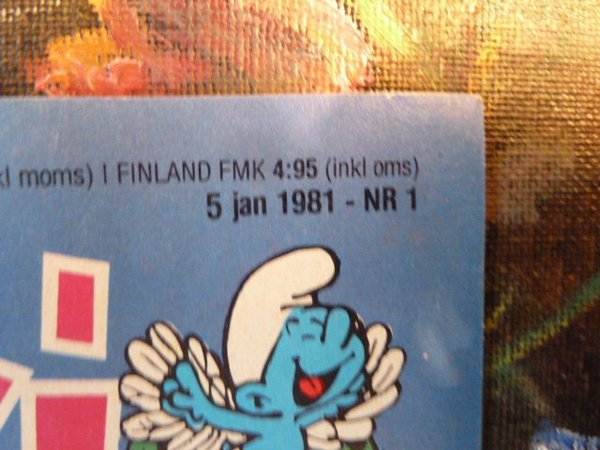 moms) I FINLAND FMK 4:95 (inkl oms)
5 jan 1981 - NR 1